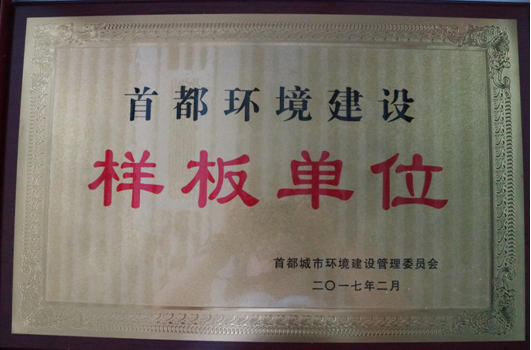 首都环境建设
样板单位
首都城市环境建设管理委员会
二〇一七年二月